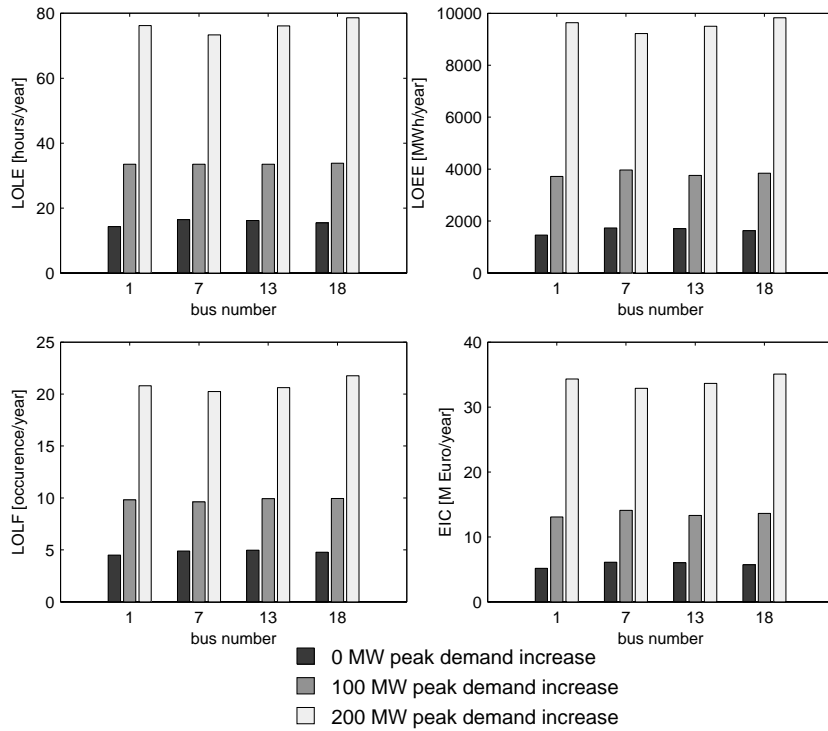 80
60
40
20
0
LOLE [hours/year]
1 7 13 18
bus number
10000
8000
6000
4000
2000
0
LOEE [MWh/year]
1 7 13 18
bus number
25
20
15
10
5
0
LOLF [occurence/year]
1 7 13 18
bus number
40
30
20
10
0
EIC [M Euro/year]
1 7 13 18
bus number
0 MW peak demand increase
100 MW peak demand increase
200 MW peak demand increase